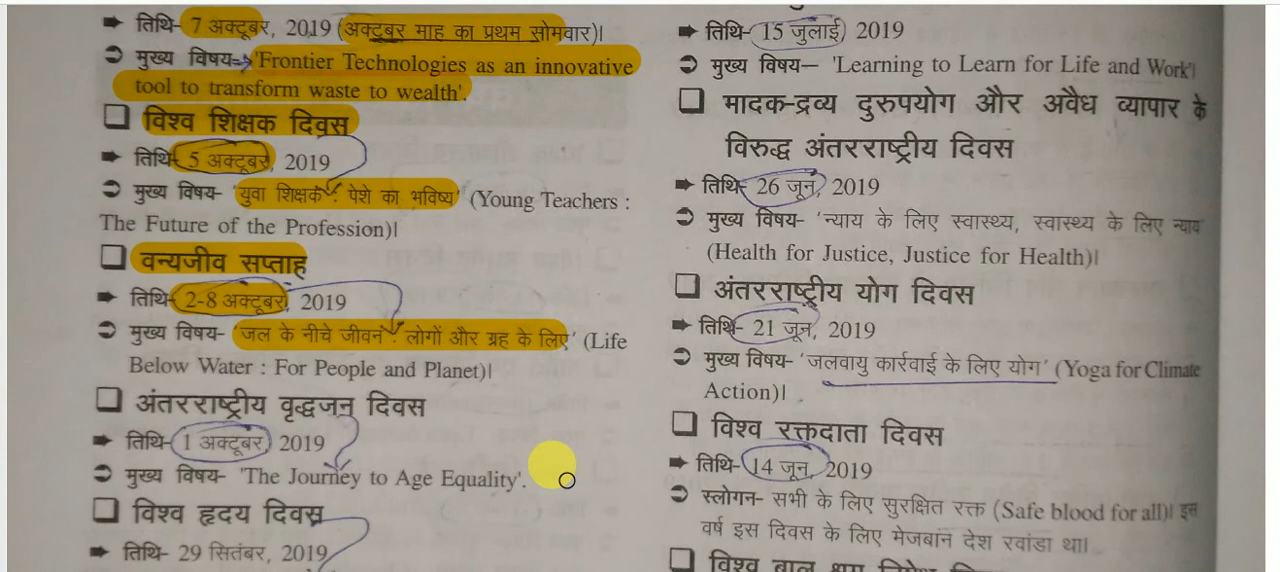 ➡ तिथि- 7 अक्टूबर, 2019 (अक्टूबर माह का प्रथम सोमवार)।
➲ मुख्य विषय- 'Frontier Technologies as an innovative
tool to transform waste to wealth'.
❑ विश्व शिक्षक दिवस
➡ तिथि- 5 अक्टूबर, 2019
➲ मुख्य विषय- 'युवा शिक्षक : पेशे का भविष्य' (Young Teachers :
The Future of the Profession)।
❑ वन्यजीव सप्ताह
➡ तिथि- 2-8 अक्टूबर, 2019
➲ मुख्य विषय- 'जल के नीचे जीवन : लोगों और ग्रह के लिए' (Life
Below Water : For People and Planet)।
❑ अंतरराष्ट्रीय वृद्धजन दिवस
➡ तिथि- 1 अक्टूबर, 2019
➲ मुख्य विषय- 'The Journey to Age Equality'.
❑ विश्व हृदय दिवस
➡ तिथि- 29 सितंबर, 2019
➡ तिथि- 15 जुलाई, 2019
➲ मुख्य विषय– 'Learning to Learn for Life and Work'।
❑ मादक-द्रव्य दुरुपयोग और अवैध व्यापार के
विरुद्ध अंतरराष्ट्रीय दिवस
➡ तिथि- 26 जून, 2019
➲ मुख्य विषय- 'न्याय के लिए स्वास्थ्य, स्वास्थ्य के लिए न्याय
(Health for Justice, Justice for Health)।
❑ अंतरराष्ट्रीय योग दिवस
➡ तिथि- 21 जून, 2019
➲ मुख्य विषय- 'जलवायु कार्रवाई के लिए योग' (Yoga for Climate
Action)।
❑ विश्व रक्तदाता दिवस
➡ तिथि- 14 जून, 2019
➲ स्लोगन- सभी के लिए सुरक्षित रक्त (Safe blood for all)। इस
वर्ष इस दिवस के लिए मेजबान देश रवांडा था।